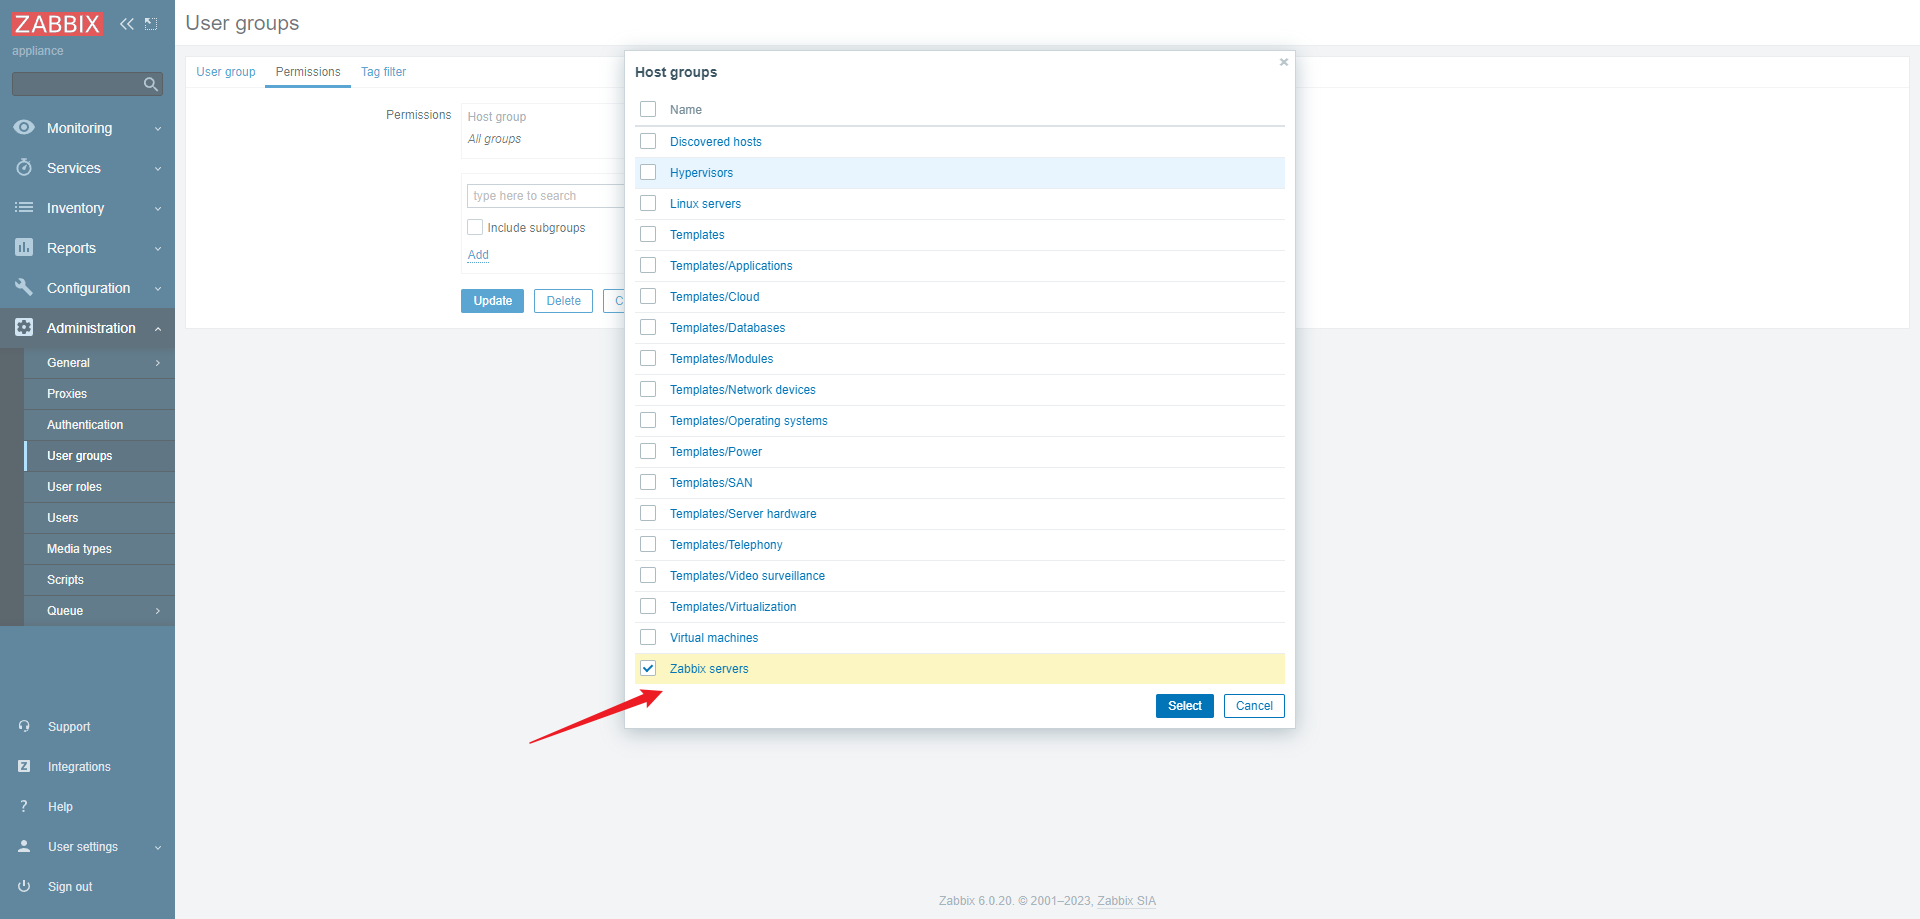 ZABBIX
appliance
Monitoring
Services
Inventory
Reports
Configuration
Administration
General
Proxies
Authentication
User groups
User roles
Users
Media types
Scripts
Queue
Support
Z Integrations
? Help
User settings
Sign out
User groups
User group Permissions Tag filter
Permissions
Host group
All groups
type here to search
Include subgroups
Add
Update Delete C
Host groups
Name
Discovered hosts
Hypervisors
Linux servers
Templates
Templates/Applications
Templates/Cloud
Templates/Databases
Templates/Modules
Templates/Network devices
Templates/Operating systems
Templates/Power
Templates/SAN
Templates/Server hardware
Templates/Telephony
Templates/Video surveillance
Templates/Virtualization
Virtual machines
Zabbix servers
Select Cancel
Zabbix 6.0.20. © 2001–2023, Zabbix SIA